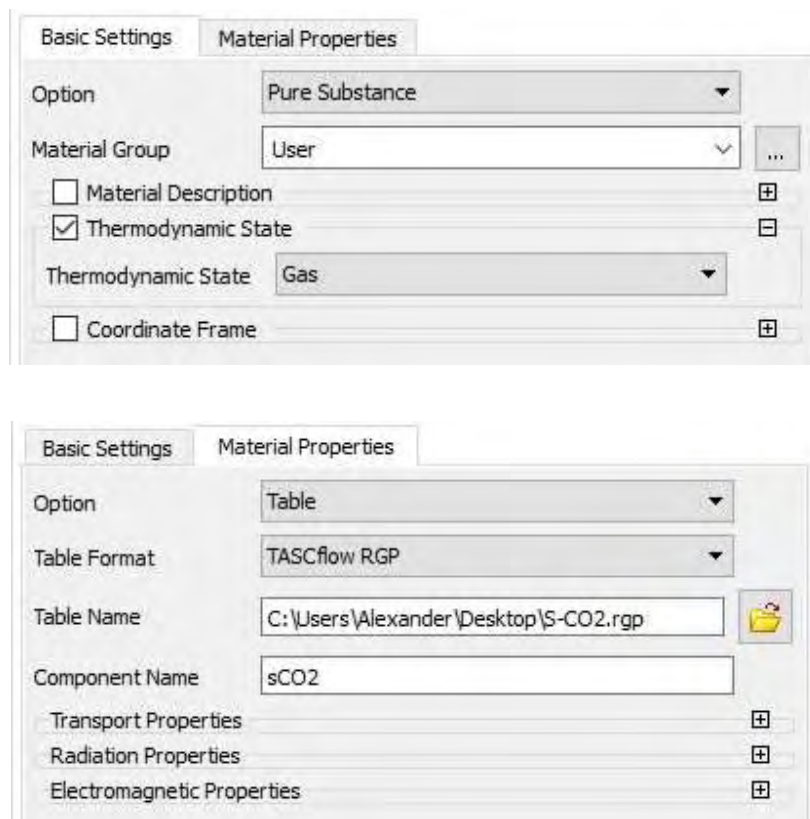 Basic Settings Material Properties
Option Pure Substance
Material Group User ...
Material Description
Thermodynamic State
Thermodynamic State Gas
Coordinate Frame
Basic Settings Material Properties
Option Table
Table Format TASCflow RGP
Table Name C:\Users\Alexander\Desktop\S-CO2.rgp
Component Name sCO2
Transport Properties
Radiation Properties
Electromagnetic Properties